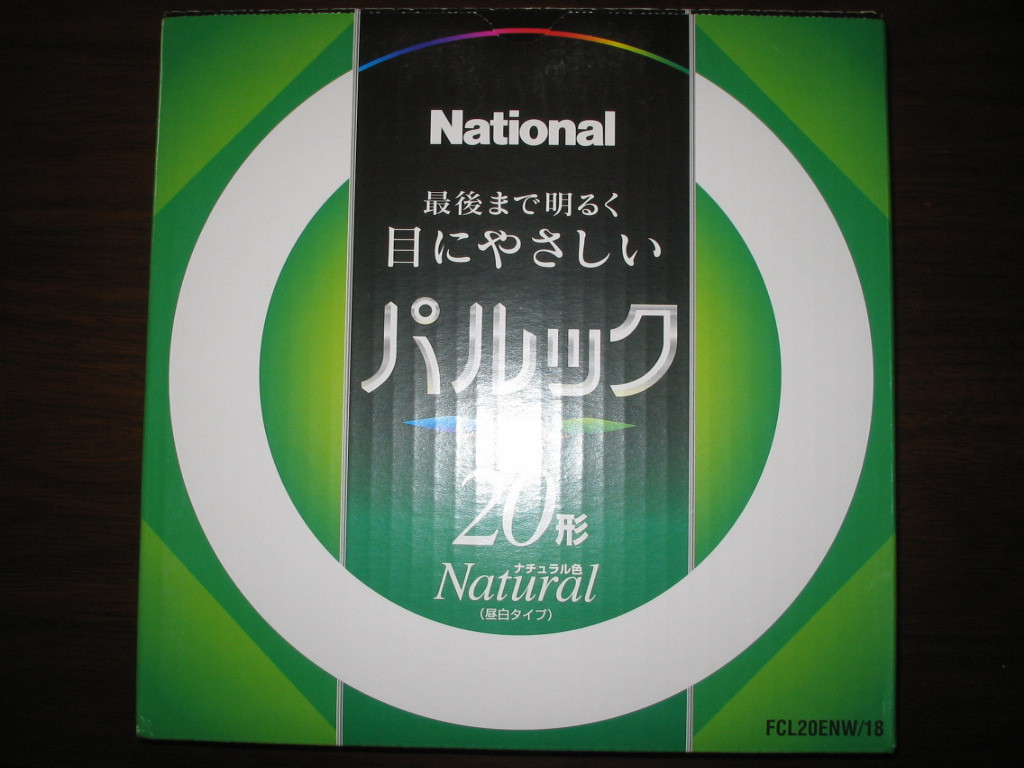 National
最後まで明るく
目にやさしい
パルック
20形
ナチュラル色
Natural
(昼白タイプ)
FCL20ENW/18